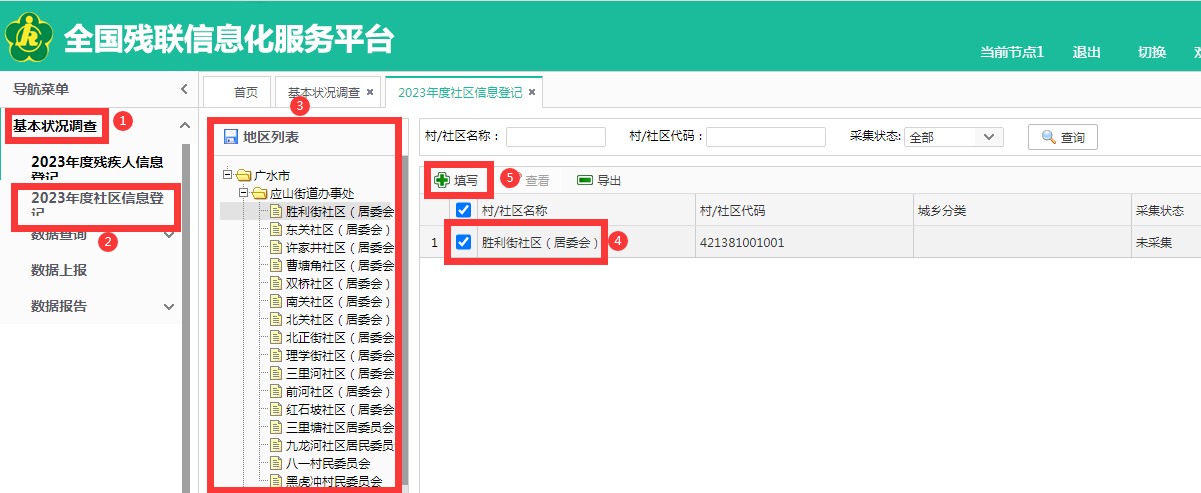 全国残联信息化服务平台
当前节点1 退出 切换
导航菜单
首页 基本状况调查 2023年度社区信息登记
基本状况调查 1
2023年度残疾人信息
登记
2023年度社区信息登
记
数据查询 2
数据上报
数据报告
3
地区列表
广水市
应山街道办事处
胜利街社区(居委会
东关社区(居委会)
许家井社区(居委会
曹塘角社区(居委会
双桥社区(居委会)
南关社区(居委会)
北关社区(居委会)
北正街社区(居委会
理学街社区(居委会
三里河社区(居委会
前河社区(居委会)
红石坡社区(居委会
三里塘社区居委员会
九龙河社区居民委员
八一村民委员会
黑虎冲村民委员会
村/社区名称: 村/社区代码: 采集状态: 全部 查询
填写 5 查看 导出
村/社区名称 村/社区代码 城乡分类 采集状态
1 胜利街社区(居委会) 4 421381001001 未采集